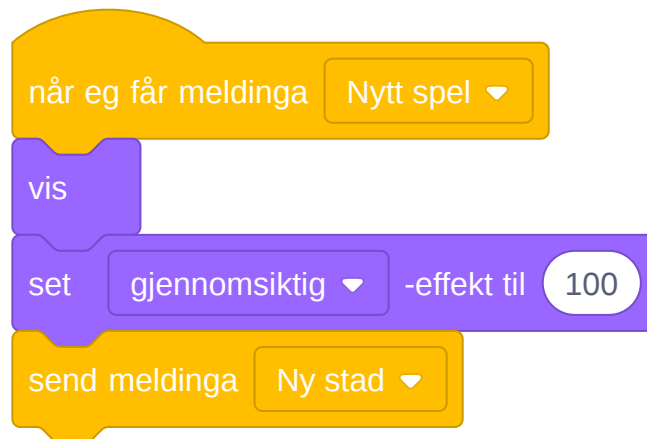 når eg får meldinga Nytt spel
vis
set gjennomsiktig -effekt til 100
send meldinga Ny stad